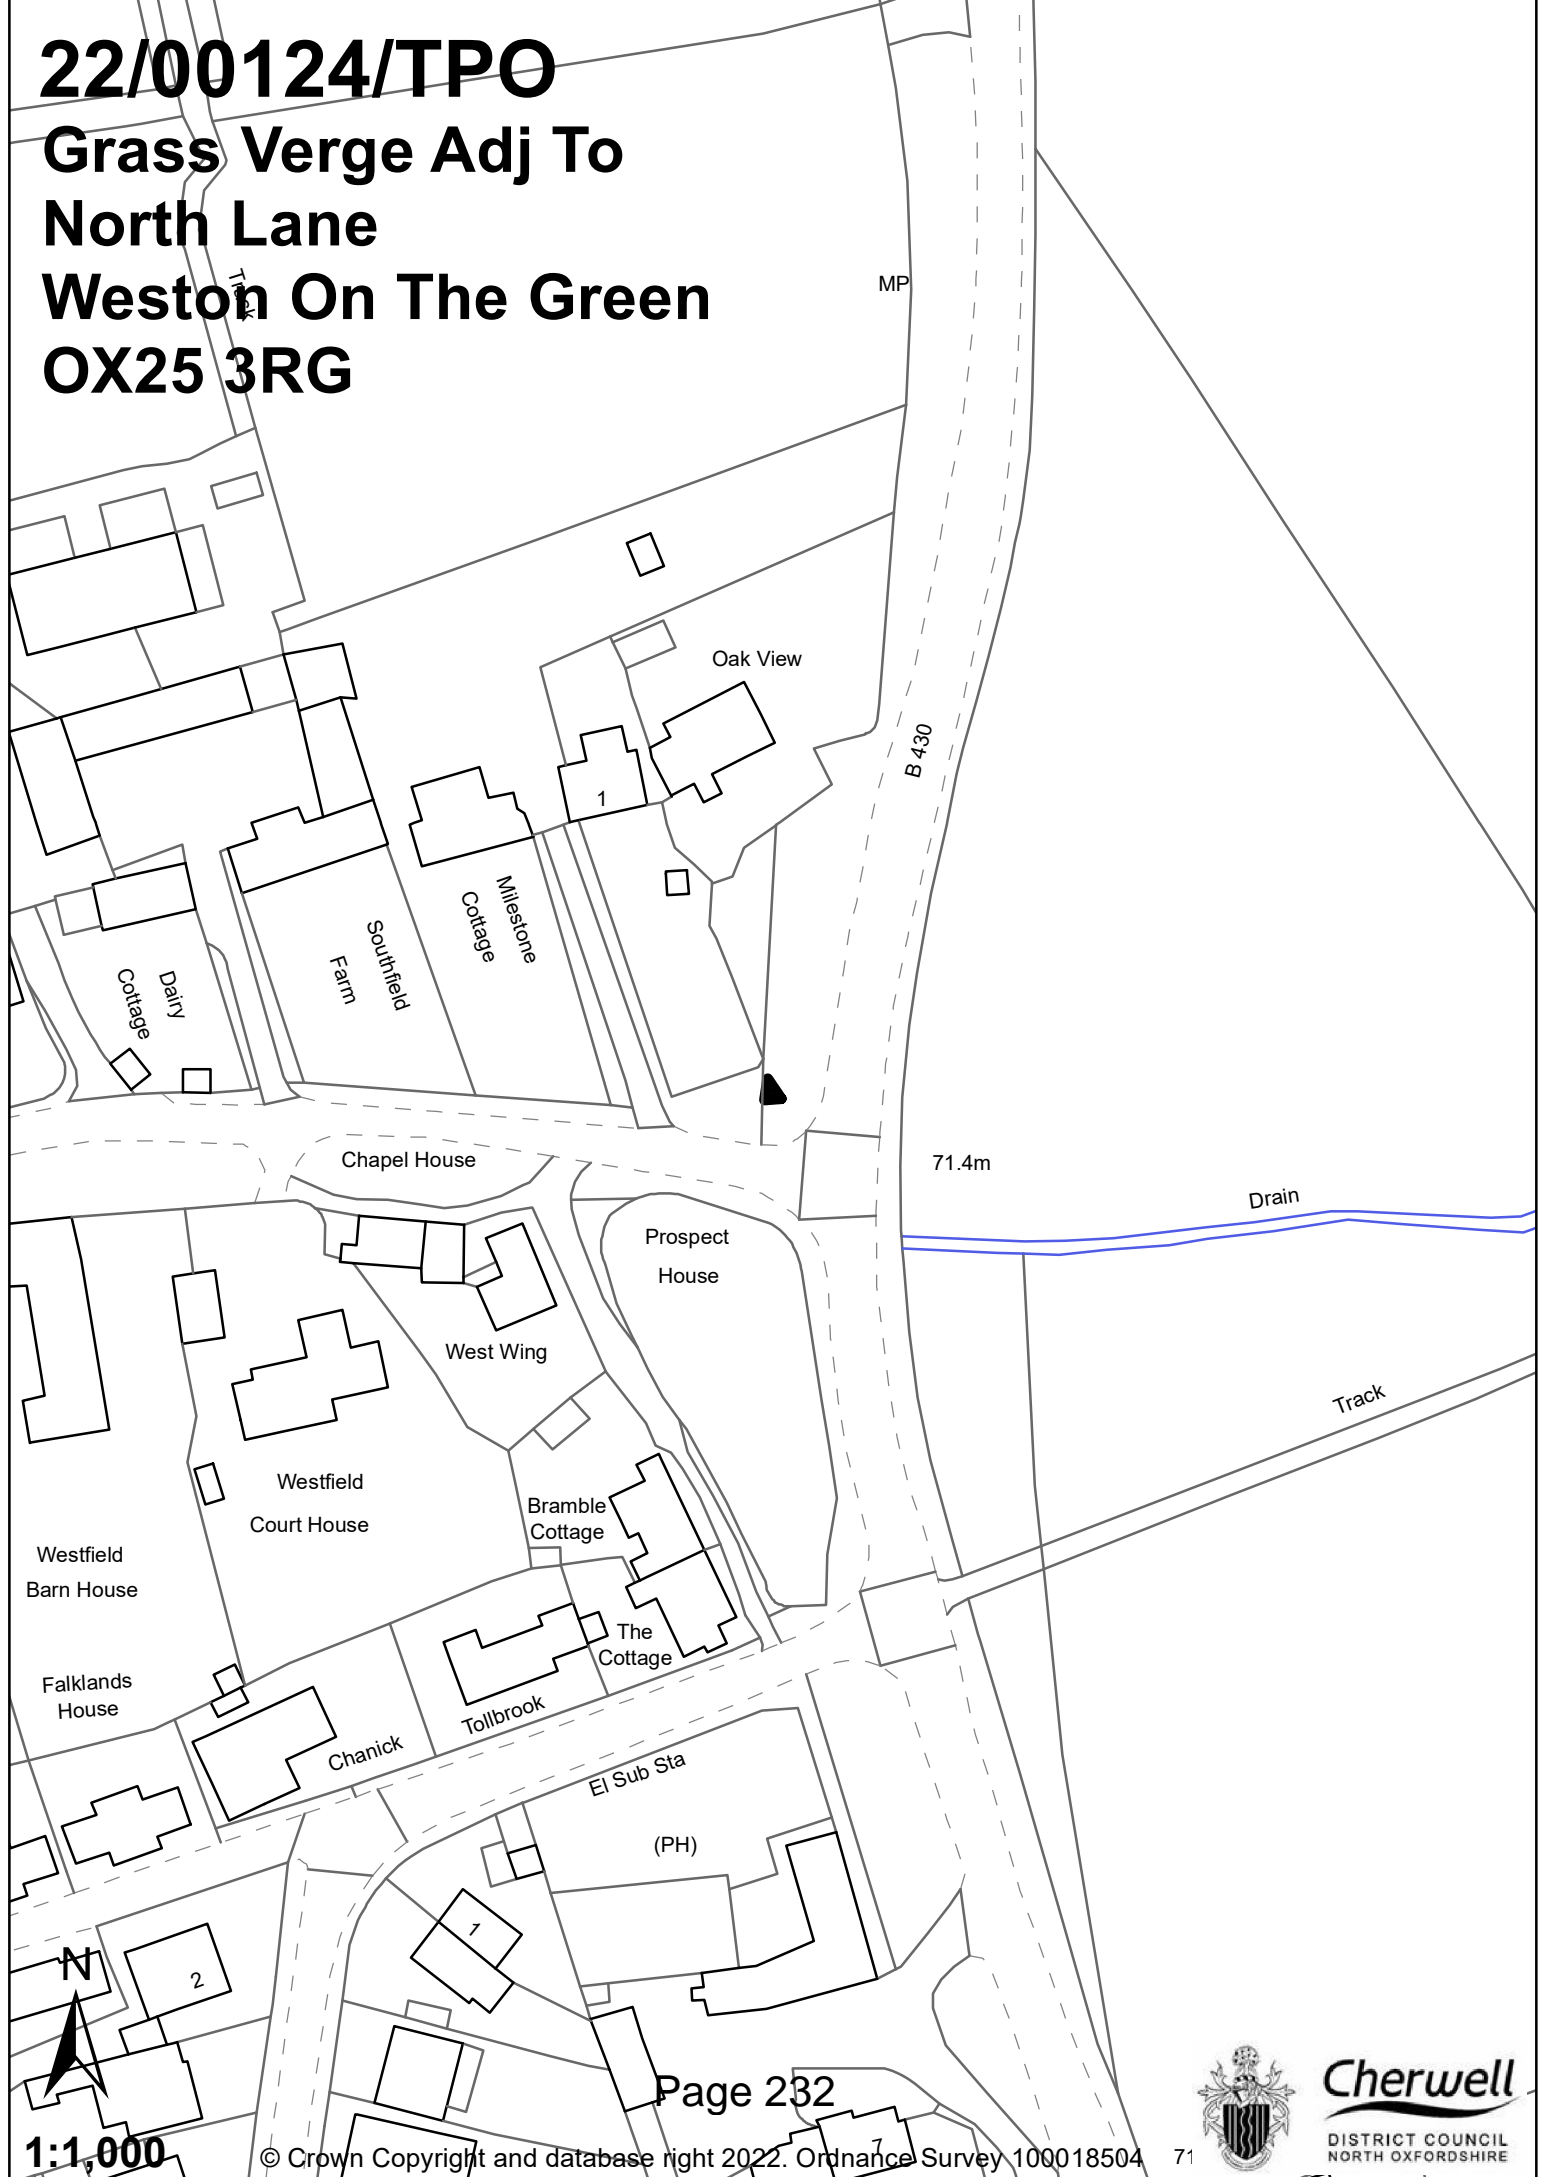 22/00124/TPO
Grass Verge Adj To
North Lane
Weston On The Green
OX25 3RG
Track
MP
Oak View
B 430
1
Milestone
Cottage
Southfield
Farm
Dairy
Cottage
Chapel House
71.4m
Drain
Prospect
House
West Wing
Track
Westfield
Court House
Bramble
Cottage
Westfield
Barn House
The
Cottage
Falklands
House
Tollbrook
Chanick
El Sub Sta
(PH)
1
2
N
7
Page 232
1:1,000
© Crown Copyright and database right 2022. Ordnance Survey 100018504
71
Cherwell
DISTRICT COUNCIL
NORTH OXFORDSHIRE